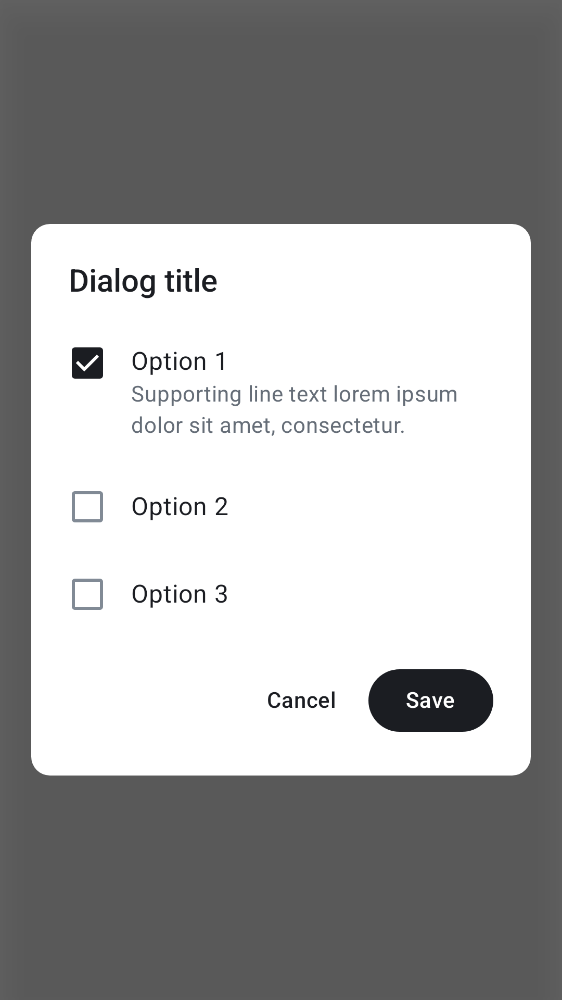 Dialog title
Option 1
Supporting line text lorem ipsum
dolor sit amet, consectetur.
Option 2
Option 3
Cancel Save